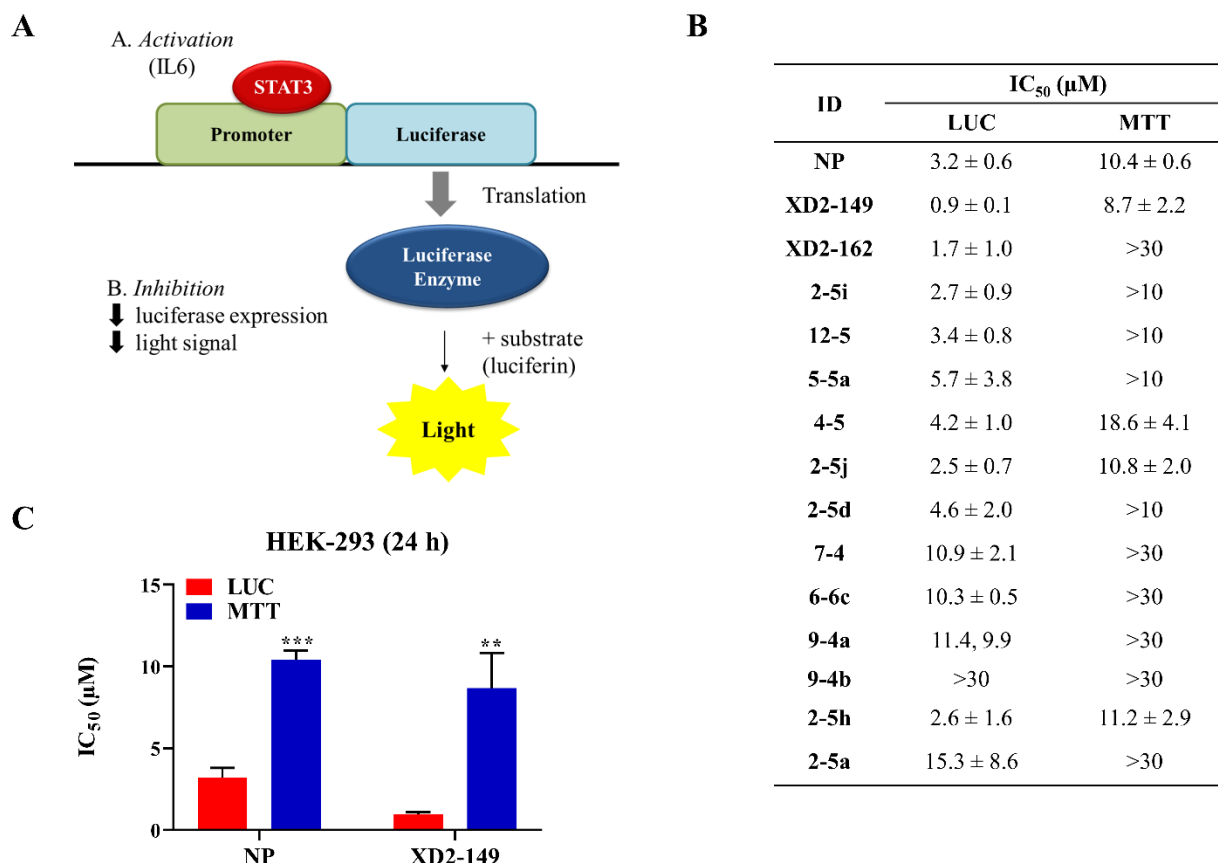 A
A. Activation
(IL6)
STAT3
Promoter
Luciferase
Translation
Luciferase
Enzyme
B. Inhibition
luciferase expression
light signal
+ substrate
(luciferin)
Light
B
ID
IC50 (µM)
LUC MTT
NP 3.2 ± 0.6 10.4 ± 0.6
XD2-149 0.9 ± 0.1 8.7 ± 2.2
XD2-162 1.7 ± 1.0 >30
2-5i 2.7 ± 0.9 >10
12-5 3.4 ± 0.8 >10
5-5a 5.7 ± 3.8 >10
4-5 4.2 ± 1.0 18.6 ± 4.1
2-5j 2.5 ± 0.7 10.8 ± 2.0
2-5d 4.6 ± 2.0 >10
7-4 10.9 ± 2.1 >30
6-6c 10.3 ± 0.5 >30
9-4a 11.4, 9.9 >30
9-4b >30 >30
2-5h 2.6 ± 1.6 11.2 ± 2.9
2-5a 15.3 ± 8.6 >30
C
HEK-293 (24 h)
LUC
MTT
IC50 (µM)
15
10
5
0
***
**
NP XD2-149